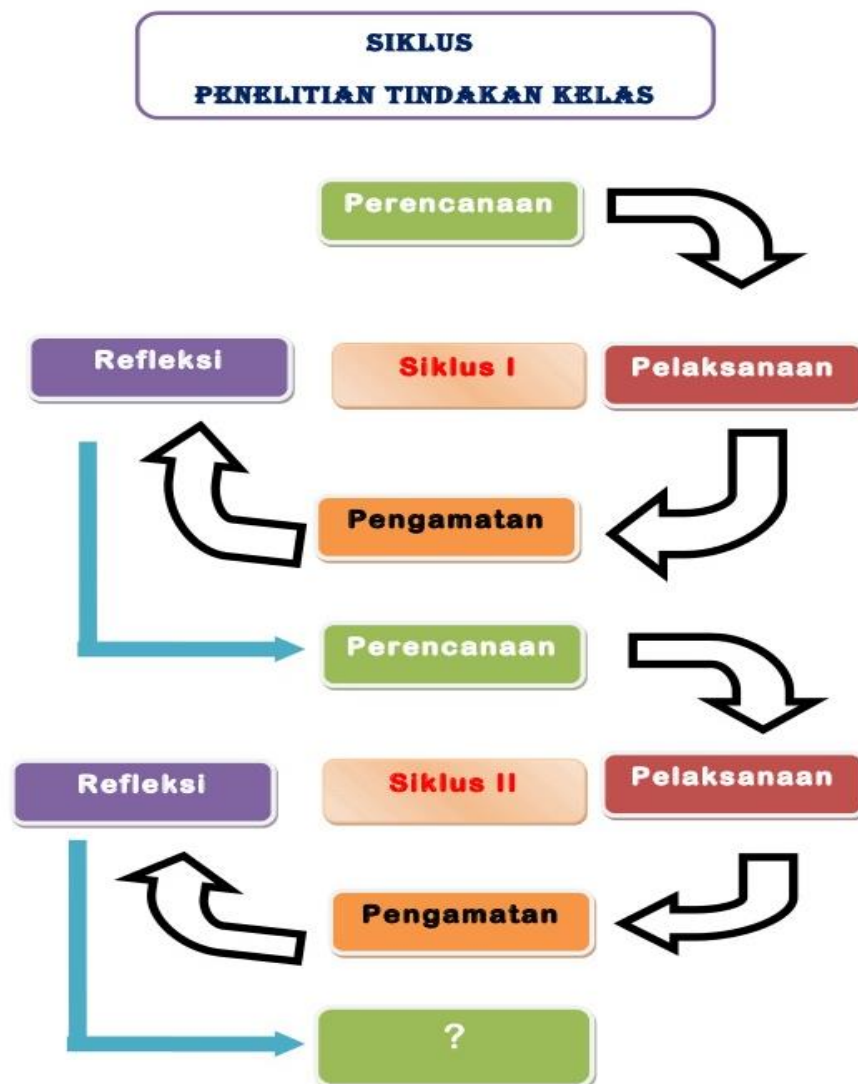 SIKLUS
PENELITIAN TINDAKAN KELAS
Perencanaan
Refleksi
Siklus I
Pelaksanaan
Pengamatan
Perencanaan
Refleksi
Siklus II
Pelaksanaan
Pengamatan
?